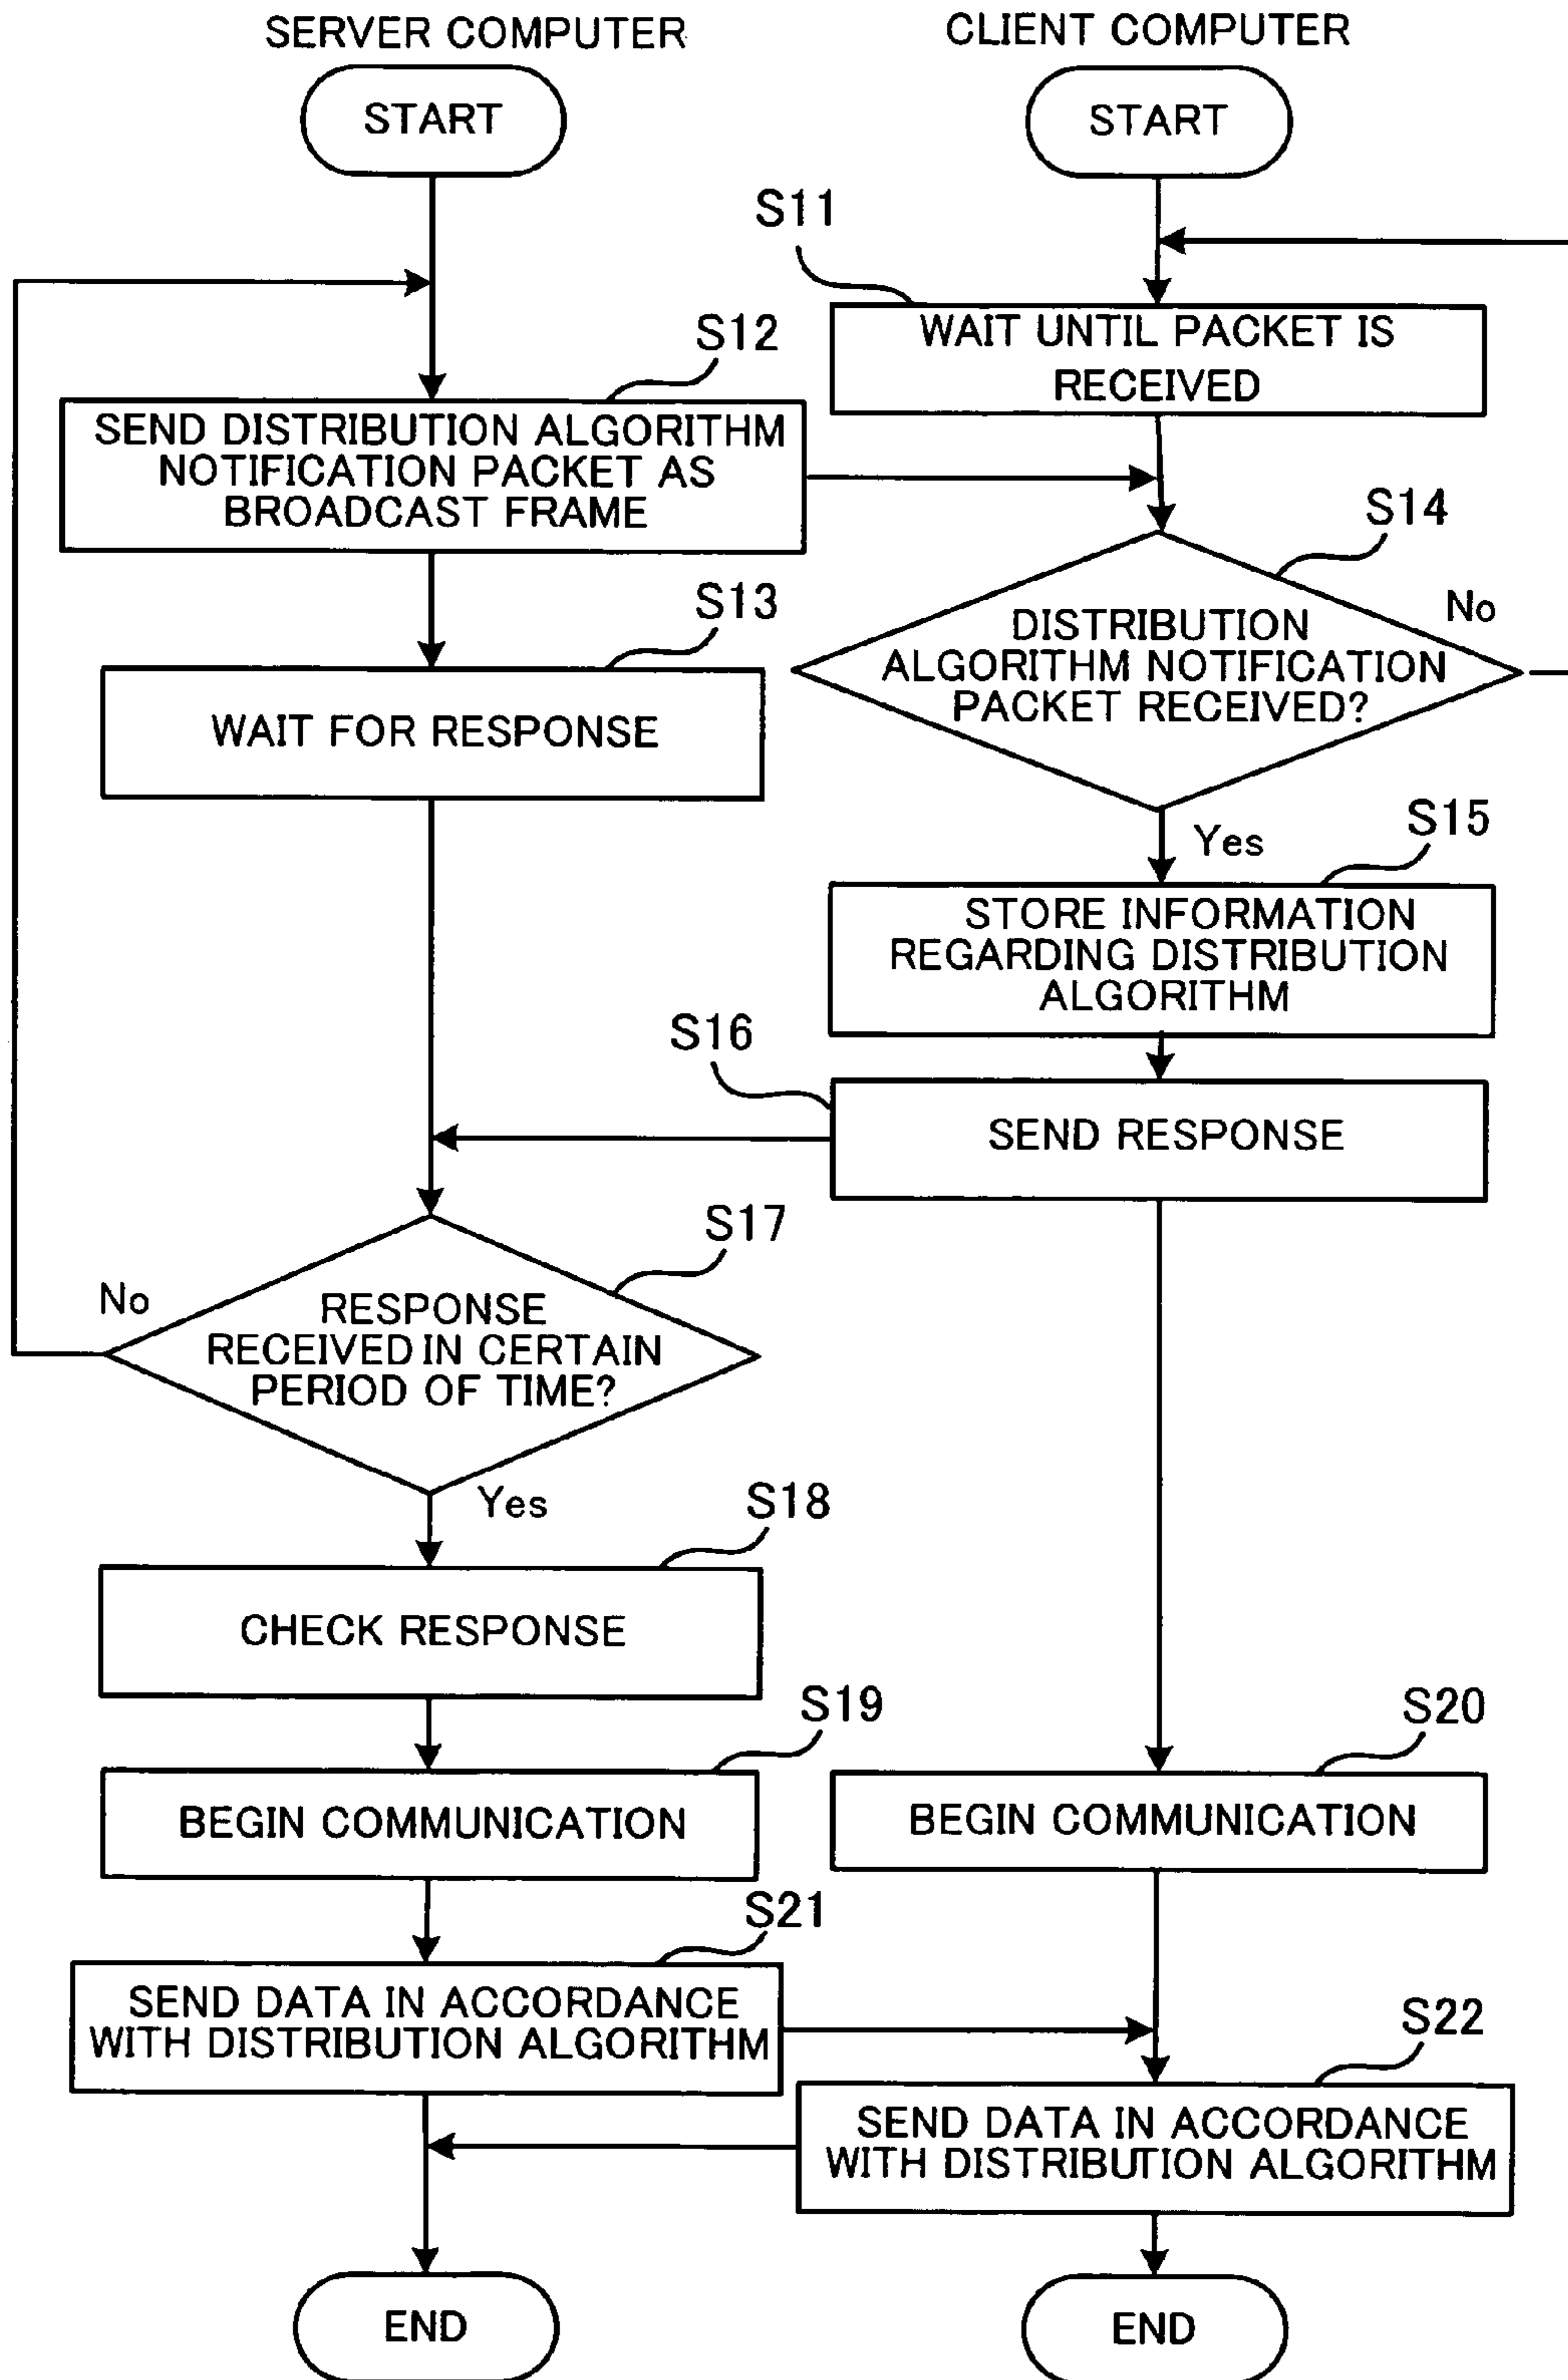 SERVER COMPUTER
CLIENT COMPUTER
START
START
S11
WAIT UNTIL PACKET IS
RECEIVED
S12
SEND DISTRIBUTION ALGORITHM
NOTIFICATION PACKET AS
BROADCAST FRAME
S14
No
DISTRIBUTION
ALGORITHM NOTIFICATION
PACKET RECEIVED?
S13
WAIT FOR RESPONSE
Yes
S15
STORE INFORMATION
REGARDING DISTRIBUTION
ALGORITHM
S16
SEND RESPONSE
S17
No
RESPONSE
RECEIVED IN CERTAIN
PERIOD OF TIME?
Yes
S18
CHECK RESPONSE
S19
BEGIN COMMUNICATION
S20
BEGIN COMMUNICATION
S21
SEND DATA IN ACCORDANCE
WITH DISTRIBUTION ALGORITHM
S22
SEND DATA IN ACCORDANCE
WITH DISTRIBUTION ALGORITHM
END
END